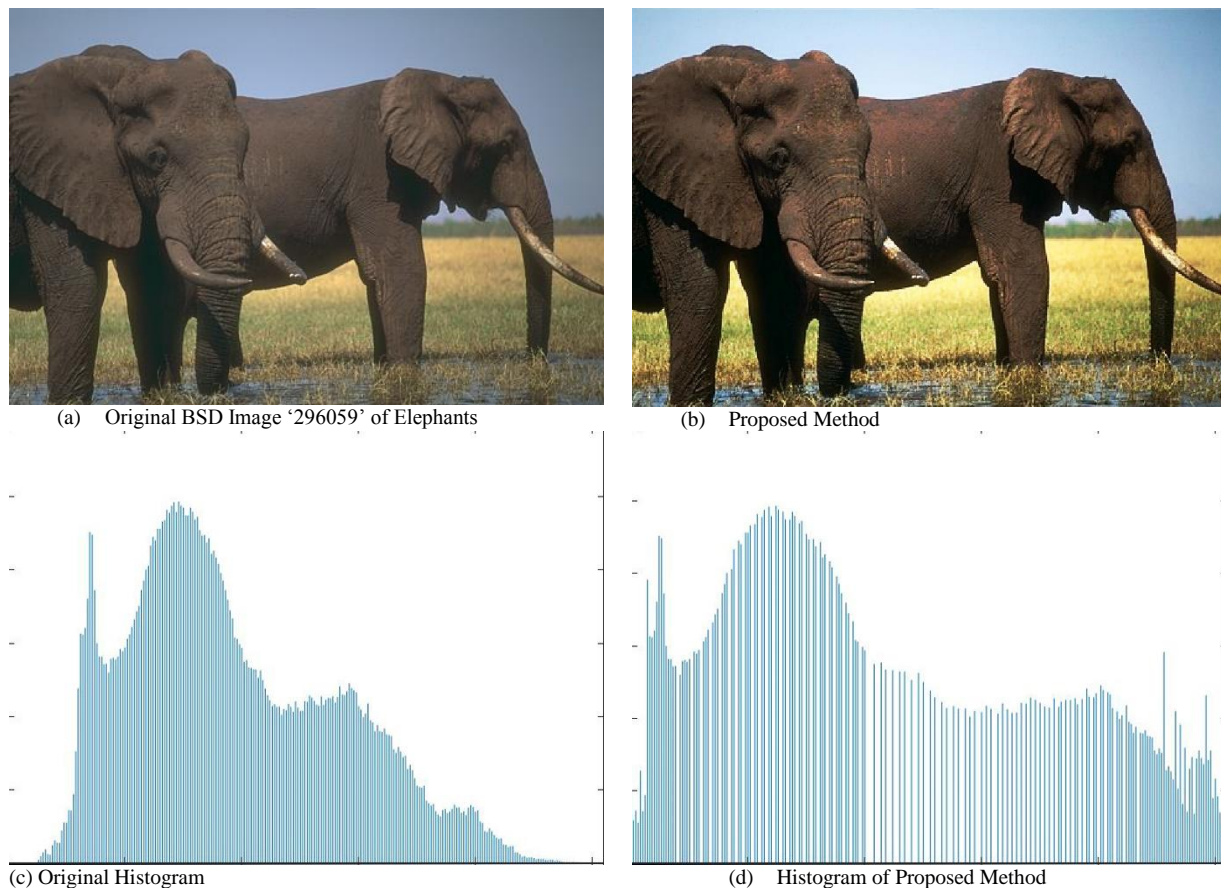 (a) Original BSD Image ‘296059’ of Elephants
(b) Proposed Method
(c) Original Histogram
(d) Histogram of Proposed Method